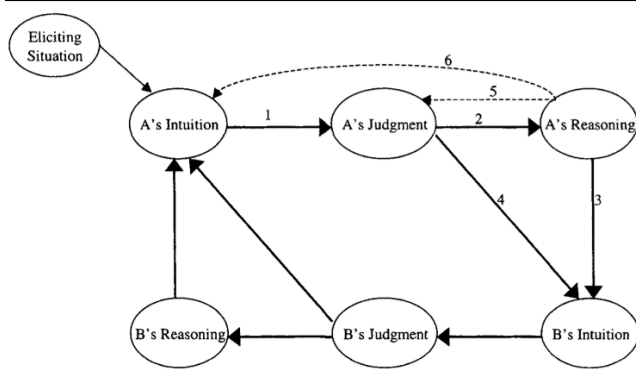 Eliciting
Situation
6
5
A's Intuition
1
A's Judgment
2
A's Reasoning
4
3
B's Reasoning
B's Judgment
B's Intuition